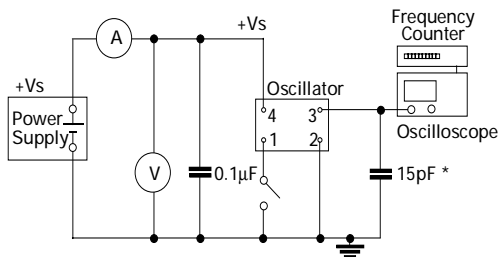 Frequency
Counter
A
+Vs
+Vs
Oscillator
Power
Supply
4 3
1 2
Oscilloscope
V
0.1µF
15pF *